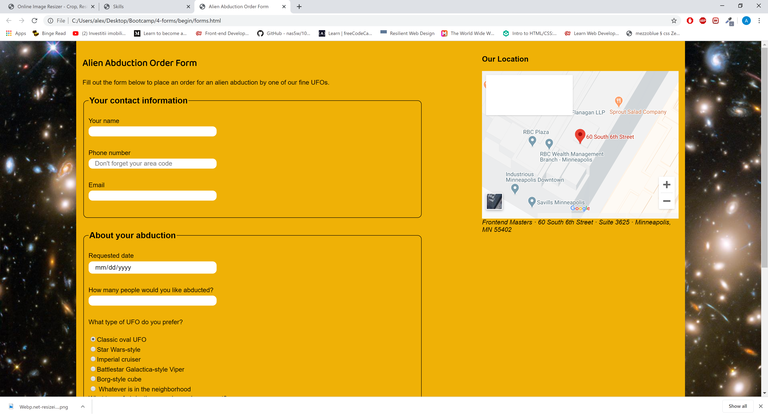 Online Image Resizer - Crop, Ro
Skills
Alien Abduction Order Form
File
C:/Users/alex/Desktop/Bootcamp/4-forms/begin/forms.html
Apps
Binge Read
(2) Investiti-imobili...
Learn to become a...
Front-end Develop...
GitHub - nas5w/10...
Learn | freeCodeCa...
Resilient Web Design
The World Wide W...
Intro to HTML/CSS:...
Learn Web Develop...
mezzoblue § css Ze
Alien Abduction Order Form
Fill out the form below to place an order for an alien abduction by one of our fine UFOs.
Your contact information
Your name
Phone number
Don't forget your area code
Email
About your abduction
Requested date
mm/dd/yyyy
How many people would you like abducted?
What type of UFO do you prefer?
Classic oval UFO
Star Wars-style
Imperial cruiser
Battlestar Galactica-style Viper
Borg-style cube
Whatever is in the neighborhood
Our Location
lanagan LLP
Sprout Salad Company
RBC Plaza
60 South 6th Street
RBC Wealth Management
Branch - Minneapolis
Industrious
Minneapolis Downtown
Savills Minneapolis
Google
Frontend Masters · 60 South 6th Street · Suite 3625 · Minneapolis,
MN 55402
Webp.net-resizei....png
Show all